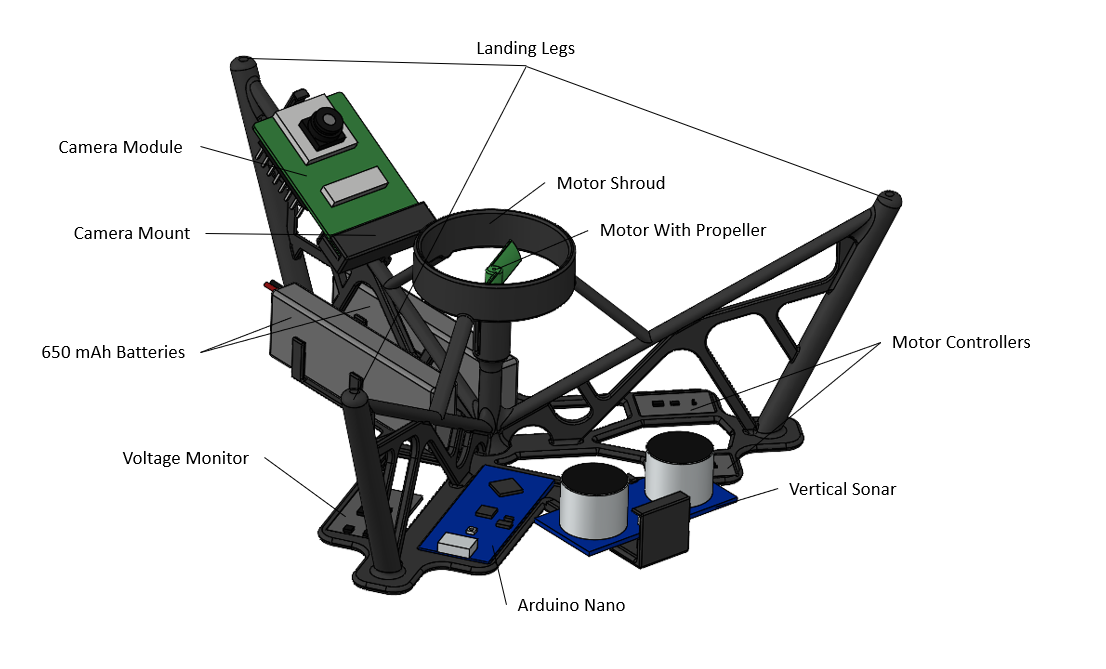 Landing Legs
Camera Module
Motor Shroud
Camera Mount
Motor With Propeller
650 mAh Batteries
Motor Controllers
Voltage Monitor
Vertical Sonar
Arduino Nano